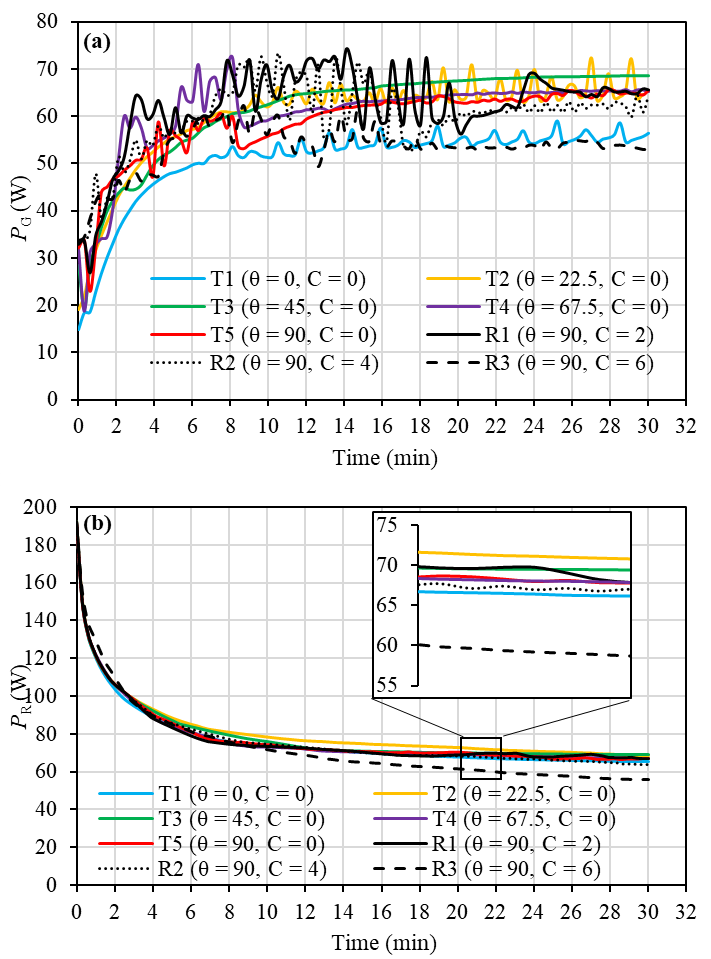 (a)
80
70
60
50
40
30
20
10
0
P_G (W)
T1 (θ = 0, C = 0) T2 (θ = 22.5, C = 0)
T3 (θ = 45, C = 0) T4 (θ = 67.5, C = 0)
T5 (θ = 90, C = 0) R1 (θ = 90, C = 2)
R2 (θ = 90, C = 4) R3 (θ = 90, C = 6)
0 2 4 6 8 10 12 14 16 18 20 22 24 26 28 30 32
Time (min)
(b)
200
180
160
140
120
100
80
60
40
20
0
P_R (W)
75
70
65
60
55
T1 (θ = 0, C = 0) T2 (θ = 22.5, C = 0)
T3 (θ = 45, C = 0) T4 (θ = 67.5, C = 0)
T5 (θ = 90, C = 0) R1 (θ = 90, C = 2)
R2 (θ = 90, C = 4) R3 (θ = 90, C = 6)
0 2 4 6 8 10 12 14 16 18 20 22 24 26 28 30 32
Time (min)